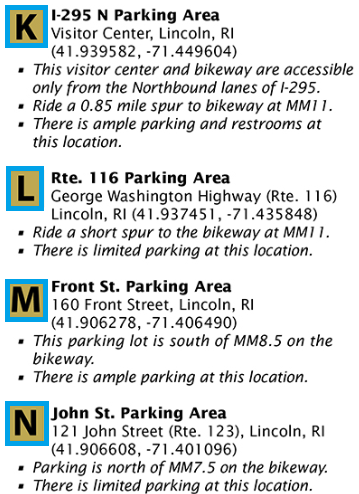 K I-295 N Parking Area
Visitor Center, Lincoln, RI
(41.939582, -71.449604)
▪ This visitor center and bikeway are accessible
only from the Northbound lanes of I-295.
▪ Ride a 0.85 mile spur to bikeway at MM11.
▪ There is ample parking and restrooms at
this location.
L Rte. 116 Parking Area
George Washington Highway (Rte. 116)
Lincoln, RI (41.937451, -71.435848)
▪ Ride a short spur to the bikeway at MM11.
▪ There is limited parking at this location.
M Front St. Parking Area
160 Front Street, Lincoln, RI
(41.906278, -71.406490)
▪ This parking lot is south of MM8.5 on the
bikeway.
▪ There is ample parking at this location.
N John St. Parking Area
121 John Street (Rte. 123), Lincoln, RI
(41.906608, -71.401096)
▪ Parking is north of MM7.5 on the bikeway.
▪ There is limited parking at this location.